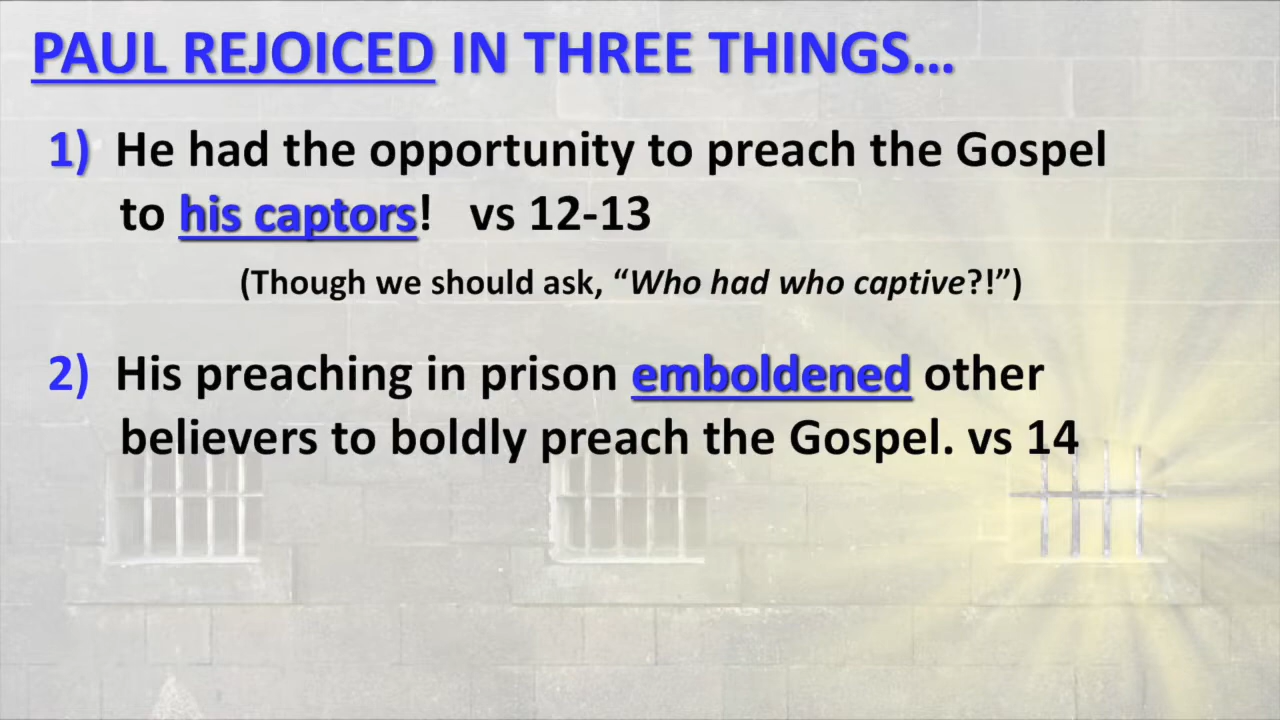 PAUL REJOICED IN THREE THINGS...
1) He had the opportunity to preach the Gospel
to his captors! vs 12-13
(Though we should ask, “Who had who captive?!”)
2) His preaching in prison emboldened other
believers to boldly preach the Gospel. vs 14